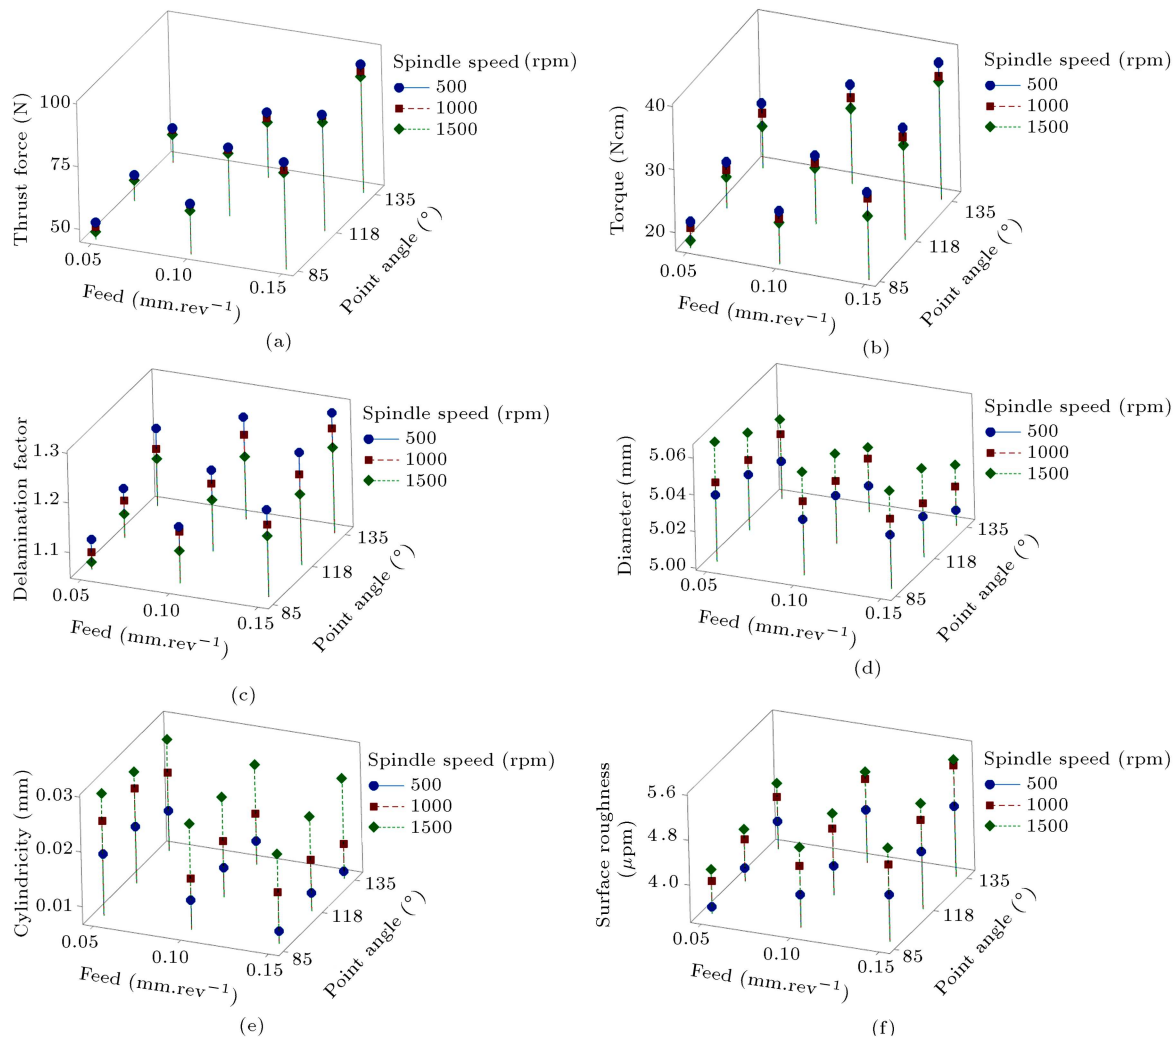 Spindle speed (rpm)
500
1000
1500
Thrust force (N)
100
75
50
0.05
0.10
0.15
Feed (mm.rev⁻¹)
85
118
135
Point angle (°)
(a)
Spindle speed (rpm)
500
1000
1500
Torque (Ncm)
40
30
20
0.05
0.10
0.15
Feed (mm.rev⁻¹)
85
118
135
Point angle (°)
(b)
Spindle speed (rpm)
500
1000
1500
Delamination factor
1.3
1.2
1.1
0.05
0.10
0.15
Feed (mm.rev⁻¹)
85
118
135
Point angle (°)
(c)
Spindle speed (rpm)
500
1000
1500
Diameter (mm)
5.06
5.04
5.02
5.00
0.05
0.10
0.15
Feed (mm.rev⁻¹)
85
118
135
Point angle (°)
(d)
Spindle speed (rpm)
500
1000
1500
Cylindricity (mm)
0.03
0.02
0.01
0.05
0.10
0.15
Feed (mm.rev⁻¹)
85
118
135
Point angle (°)
(e)
Spindle speed (rpm)
500
1000
1500
Surface roughness
(µpm)
5.6
4.8
4.0
0.05
0.10
0.15
Feed (mm.rev⁻¹)
85
118
135
Point angle (°)
(f)